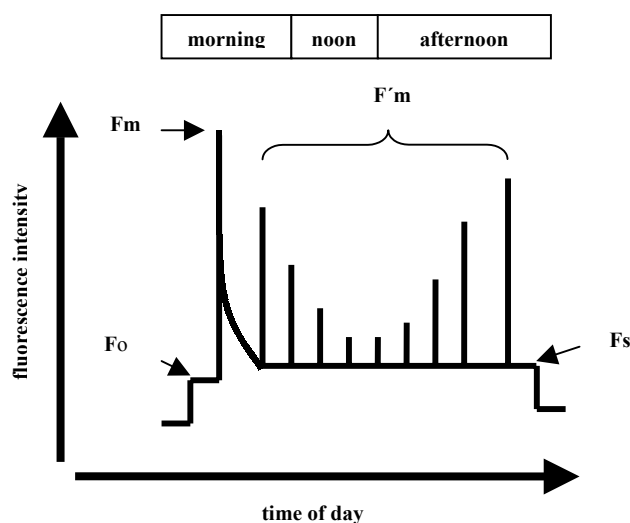 morning noon afternoon
F´m
Fm
fluorescence intensity
Fo
Fs
time of day